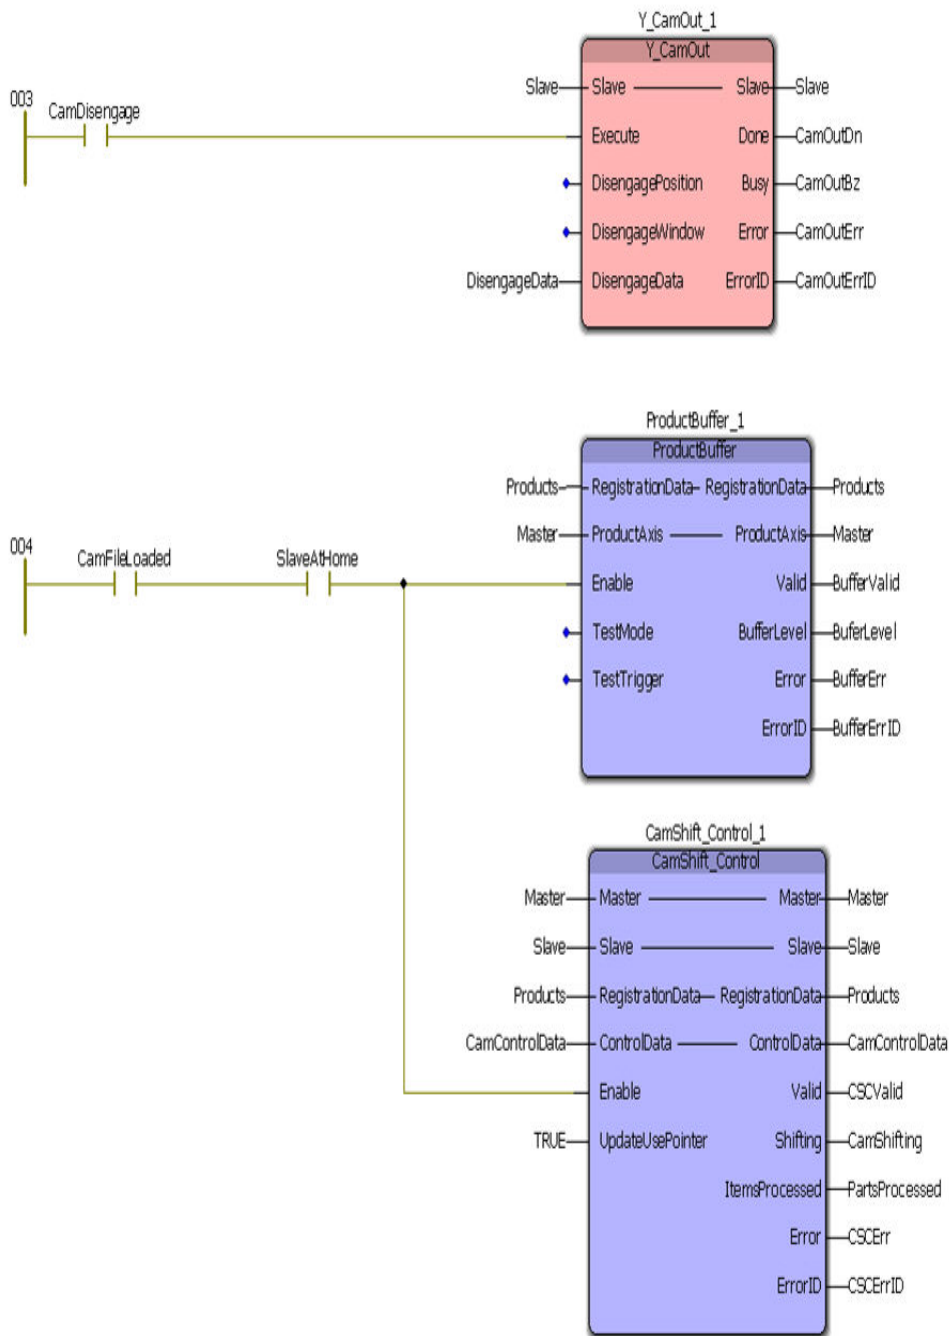 Y_CamOut_1
Y_CamOut
Slave Slave Slave Slave
003
CamDisengage
Execute Done CamOutDn
DisengagePosition Busy CamOutBz
DisengageWindow Error CamOutErr
DisengageData DisengageData ErrorID CamOutErrID
ProductBuffer_1
ProductBuffer
Products RegistrationData RegistrationData Products
Master ProductAxis ProductAxis Master
004
CamFileLoaded SlaveAtHome
Enable Valid BufferValid
TestMode BufferLevel BuferLevel
TestTrigger Error BufferErr
ErrorID BufferErrID
CamShift_Control_1
CamShift_Control
Master Master Master Master
Slave Slave Slave Slave
Products RegistrationData RegistrationData Products
CamControlData ControlData ControlData CamControlData
Enable Valid CSCValid
TRUE UpdateUsePointer Shifting CamShifting
ItemsProcessed PartsProcessed
Error CSCErr
ErrorID CSCErrID